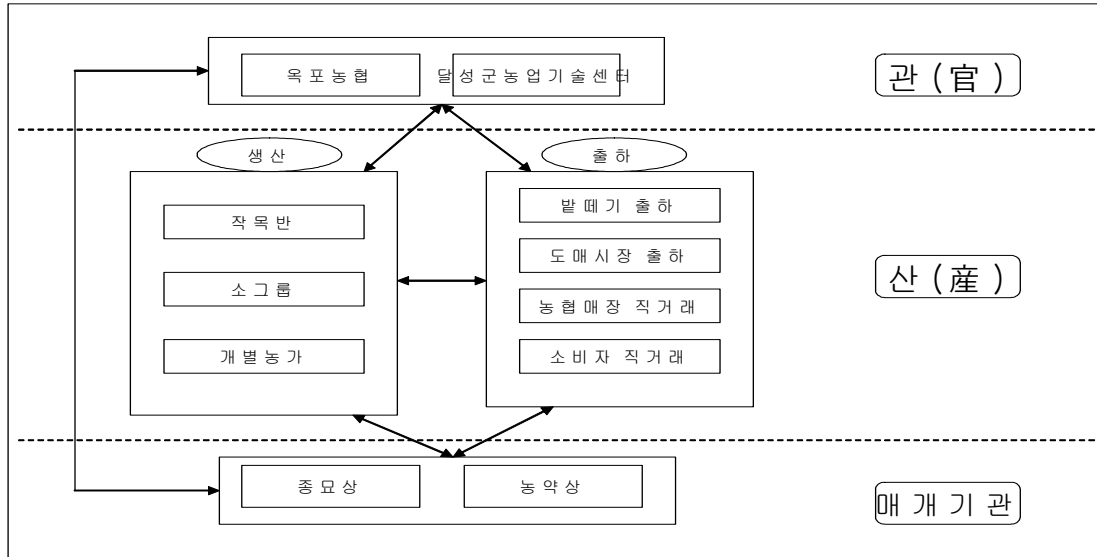 옥포농협
달성군농업기술센터
관(官)
생산
출하
작목반
소그룹
개별농가
밭떼기 출하
도매시장 출하
농협매장 직거래
소비자 직거래
산(産)
종묘상
농약상
매개기관